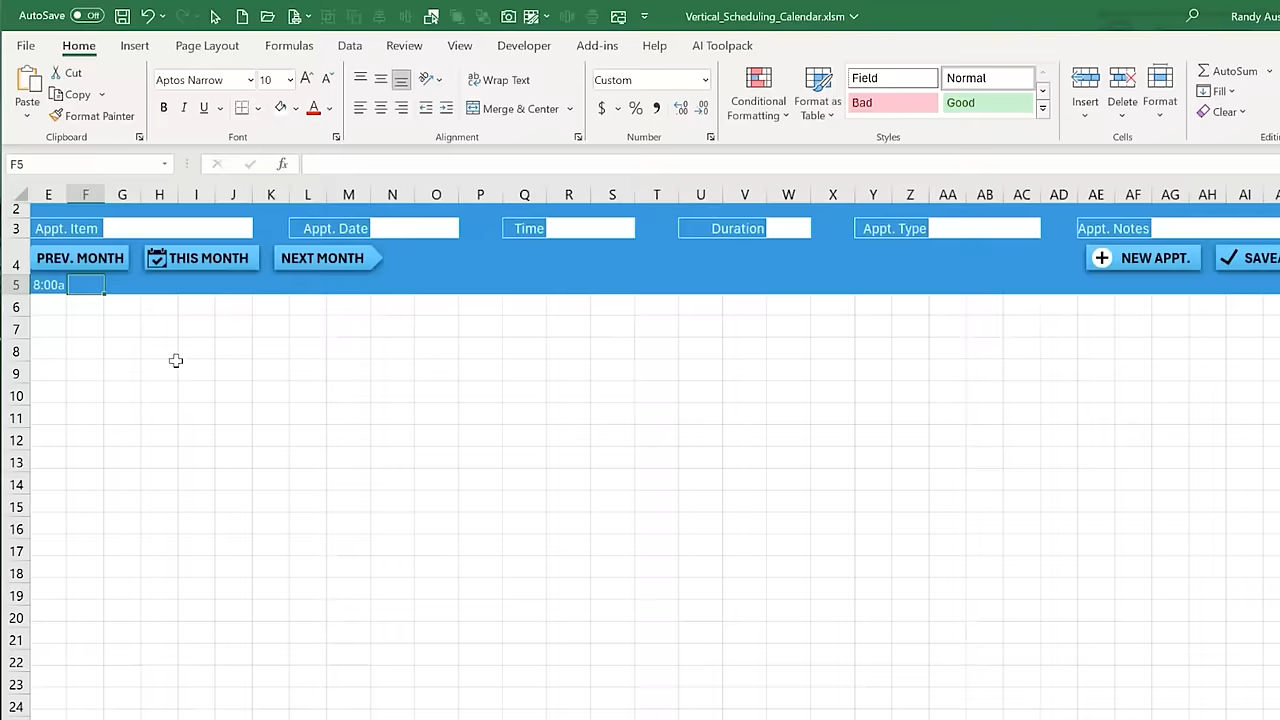 AutoSave Off Vertical_Scheduling_Calendar.xlsm Randy Aus
File Home Insert Page Layout Formulas Data Review View Developer Add-ins Help AI Toolpack
Paste Cut Copy Format Painter Clipboard
Aptos Narrow 10 A A B I U A Font
ab Wrap Text Merge & Center Alignment
Custom $ % Number
Conditional Formatting Format as Table Field Normal Bad Good Styles
Insert Delete Format Cells
AutoSum Fill Clear Editi
F5 fx
E F G H I J K L M N O P Q R S T U V W X Y Z AA AB AC AD AE AF AG AH AI
2
3 Appt. Item Appt. Date Time Duration Appt. Type Appt. Notes
4 PREV. MONTH THIS MONTH NEXT MONTH NEW APPT. SAVE
5 8:00a
6
7
8
9
10
11
12
13
14
15
16
17
18
19
20
21
22
23
24